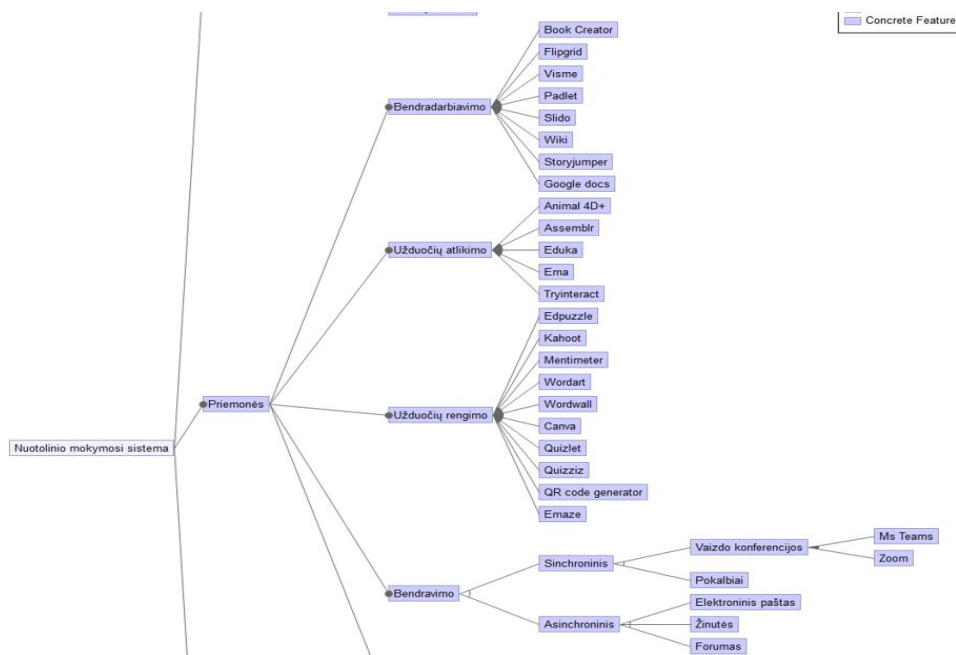 Concrete Feature
Book Creator
Flipgrid
Visme
Bendradarbiavimo
Padlet
Slido
Wiki
Storyjumper
Google docs
Animal 4D+
Assemblr
Užduočių atlikimo
Eduka
Ema
Tryinteract
Edpuzzle
Kahoot
Mentimeter
Wordart
Priemonės
Wordwall
Užduočių rengimo
Canva
Nuotolinio mokymosi sistema
Quizlet
Quizziz
QR code generator
Emaze
Ms Teams
Vaizdo konferencijos
Zoom
Sinchroninis
Pokalbiai
Bendravimo
Elektroninis paštas
Asinchroninis
Žinutės
Forumas